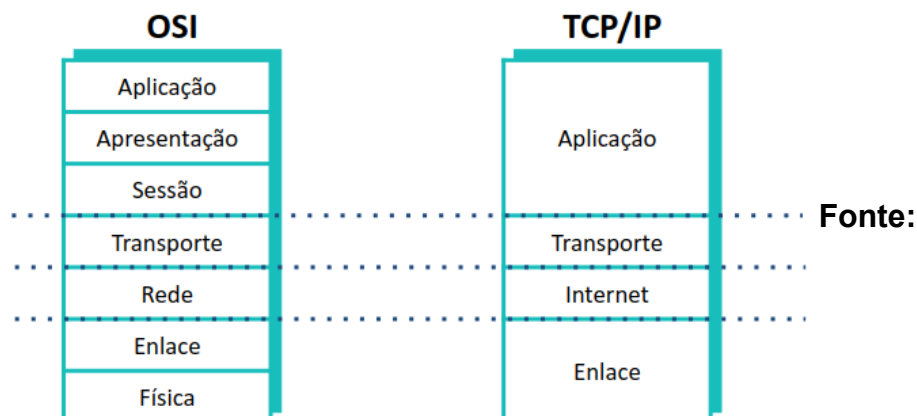 OSI
Aplicação
Apresentação
Sessão
Transporte
Rede
Enlace
Física
TCP/IP
Aplicação
Transporte
Internet
Enlace
Fonte: